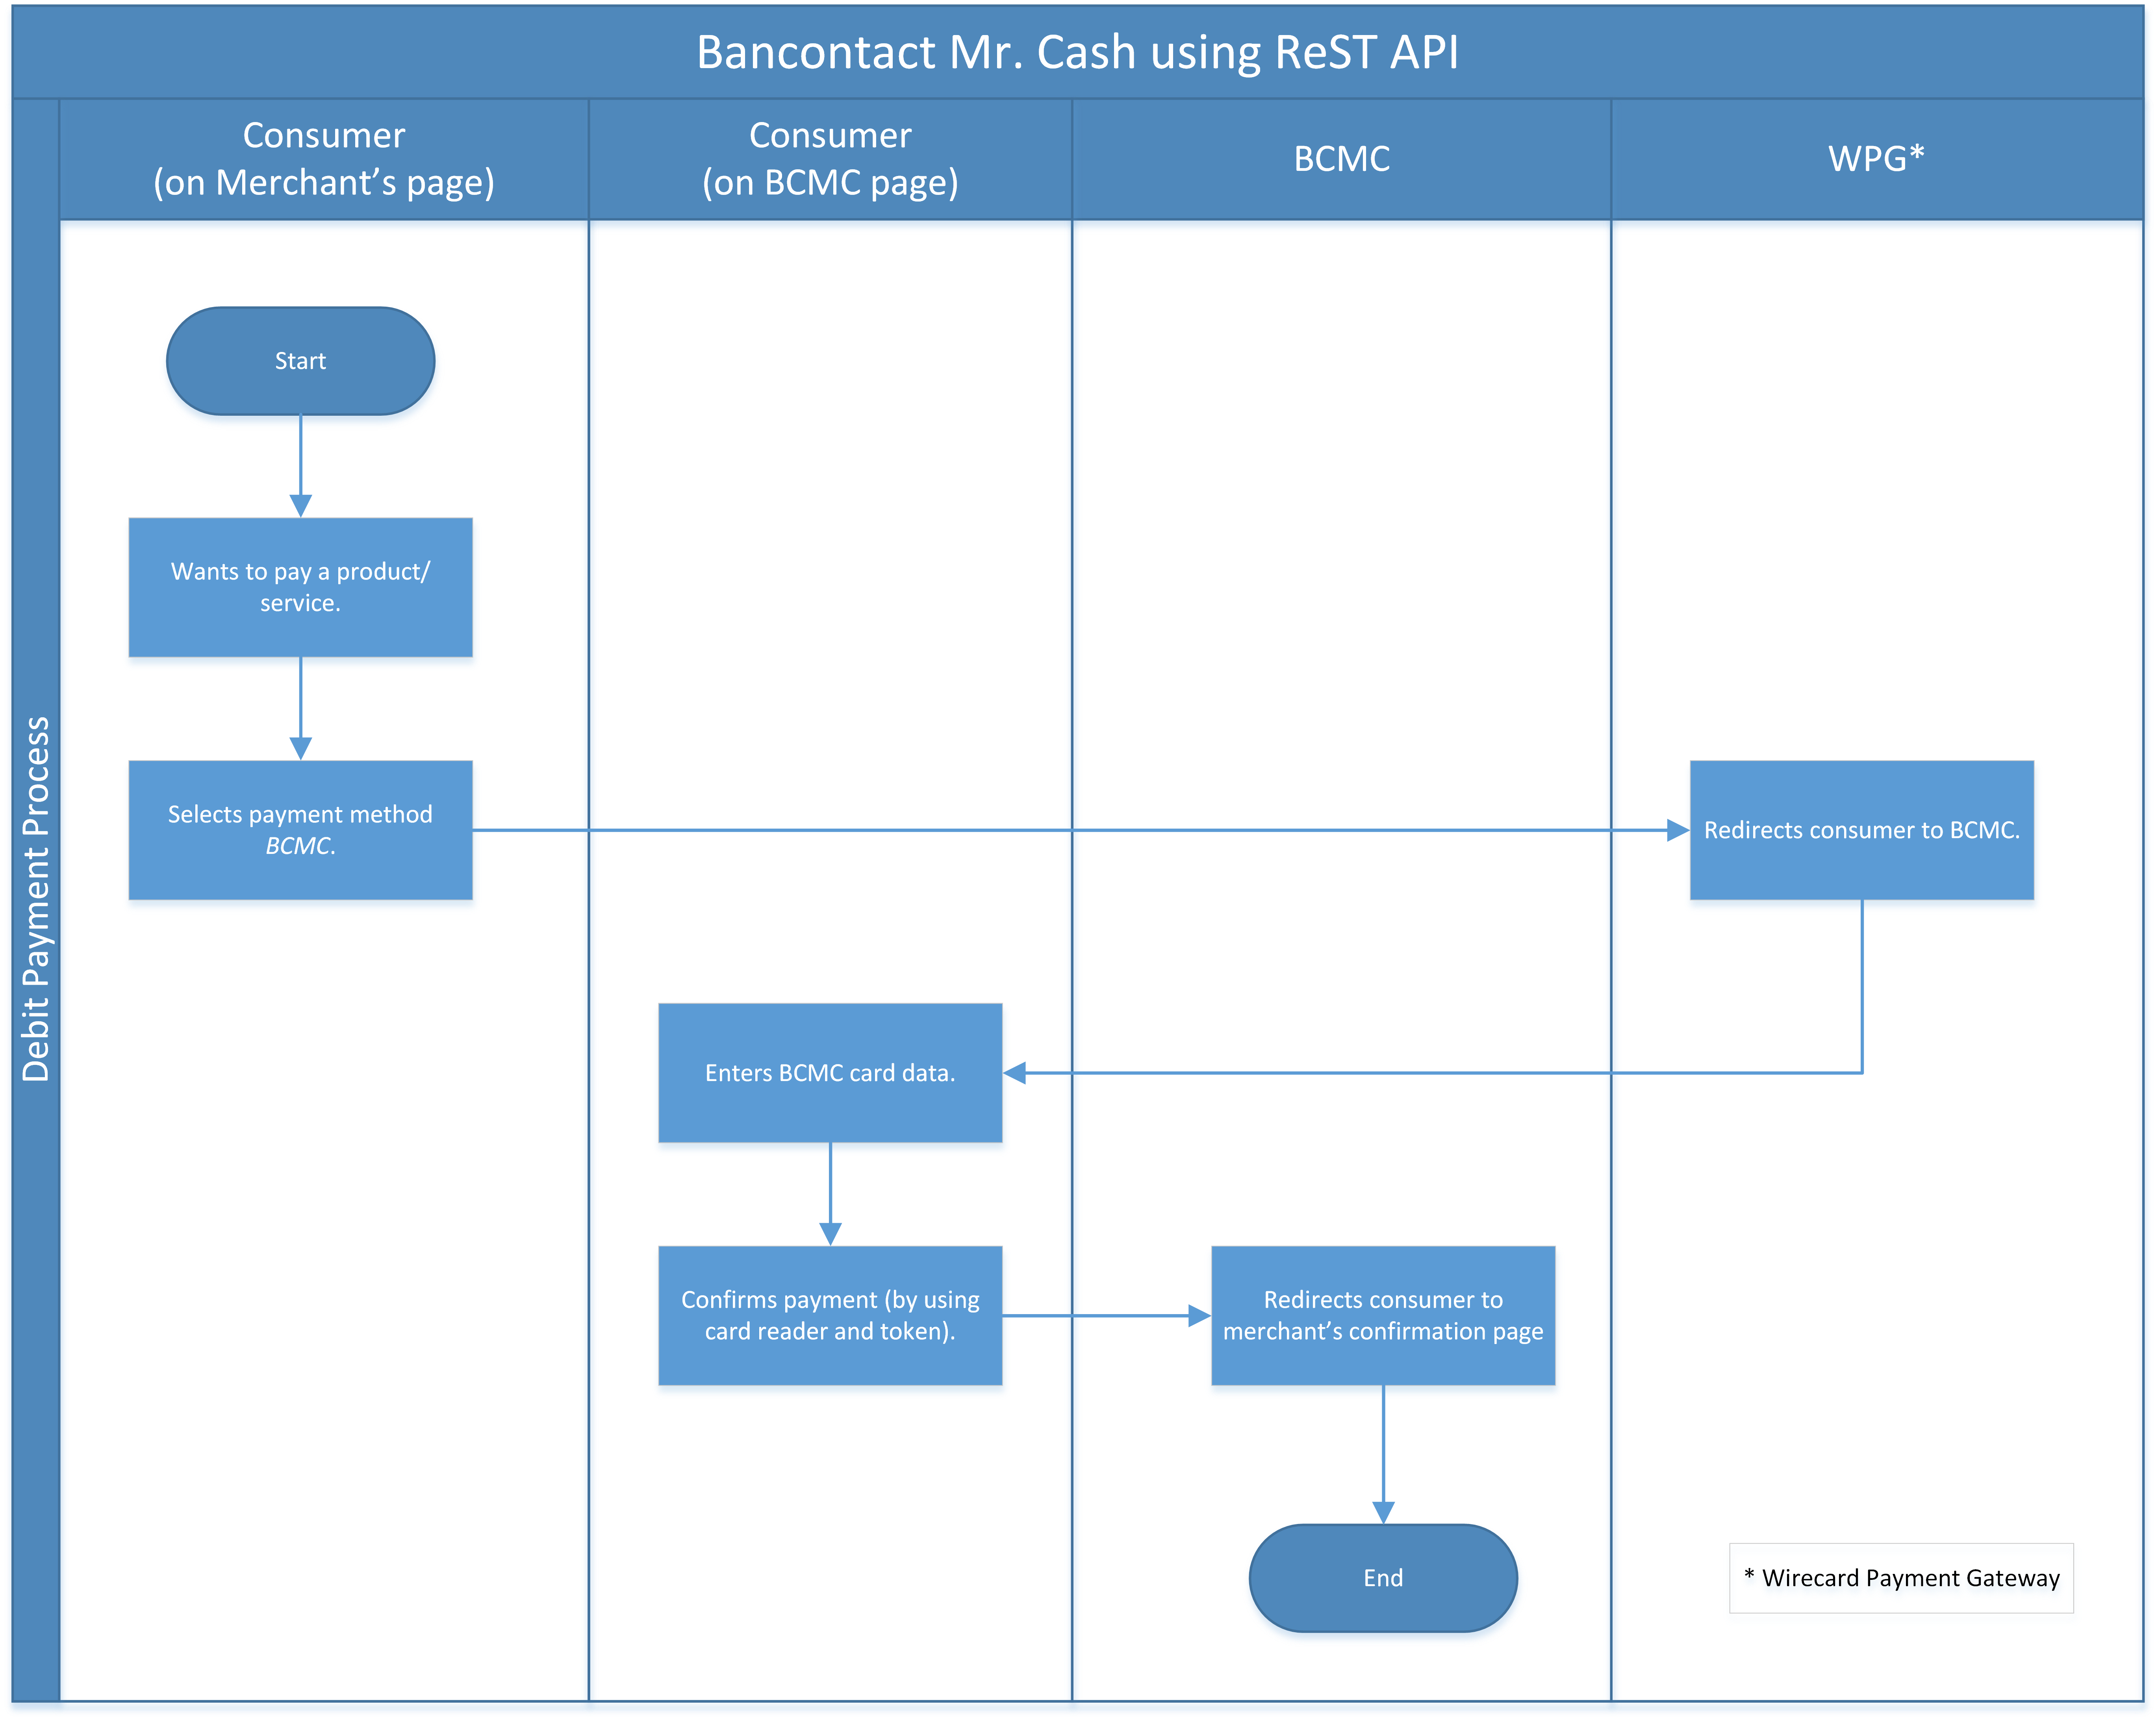 Bancontact Mr. Cash using ReST API
Debit Payment Process
Consumer
(on Merchant's page)
Consumer
(on BCMC page)
BCMC
WPG*
Start
Wants to pay a product/
service.
Selects payment method
BCMC.
Redirects consumer to BCMC.
Enters BCMC card data.
Confirms payment (by using
card reader and token).
Redirects consumer to
merchant's confirmation page
End
* Wirecard Payment Gateway